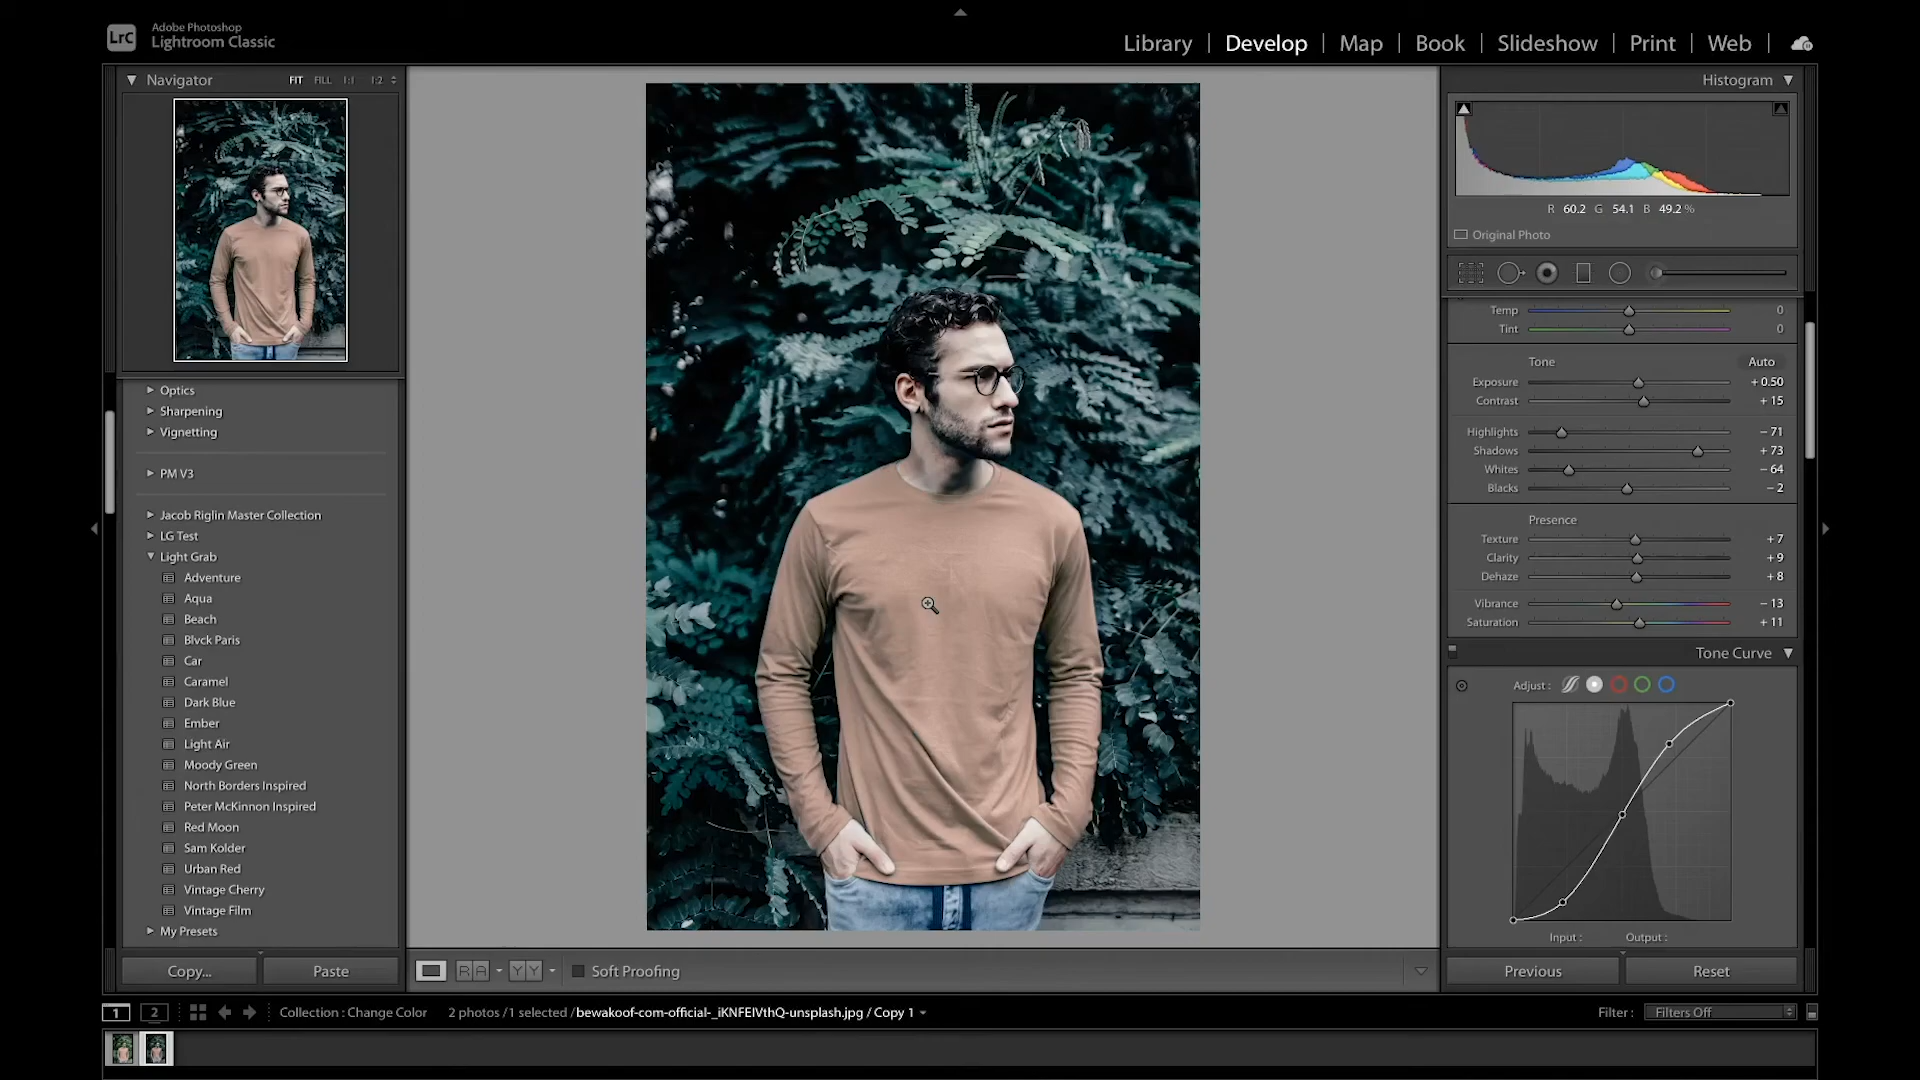 LrC
Adobe Photoshop
Lightroom Classic
Library | Develop | Map | Book | Slideshow | Print | Web |
Navigator FIT FILL 1:1 1:2
Optics
Sharpening
Vignetting
PM V3
Jacob Riglin Master Collection
LG Test
Light Grab
Adventure
Aqua
Beach
Blvck Paris
Car
Caramel
Dark Blue
Ember
Light Air
Moody Green
North Borders Inspired
Peter McKinnon Inspired
Red Moon
Sam Kolder
Urban Red
Vintage Cherry
Vintage Film
My Presets
Copy... Paste
R A Y Y Soft Proofing
Histogram
R 60.2 G 54.1 B 49.2 %
Original Photo
Temp 0
Tint 0
Tone Auto
Exposure + 0.50
Contrast + 15
Highlights − 71
Shadows + 73
Whites − 64
Blacks − 2
Presence
Texture + 7
Clarity + 9
Dehaze + 8
Vibrance − 13
Saturation + 11
Tone Curve
Adjust :
Input : Output :
Previous Reset
1 2 Collection : Change Color 2 photos / 1 selected / bewakoof-com-official-_iKNFEIVthQ-unsplash.jpg / Copy 1
Filter : Filters Off